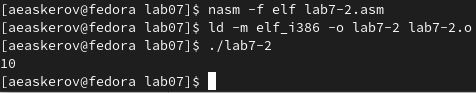 [aeaskerov@fedora lab07]$ nasm -f elf lab7-2.asm
[aeaskerov@fedora lab07]$ ld -m elf_i386 -o lab7-2 lab7-2.o
[aeaskerov@fedora lab07]$ ./lab7-2
10
[aeaskerov@fedora lab07]$